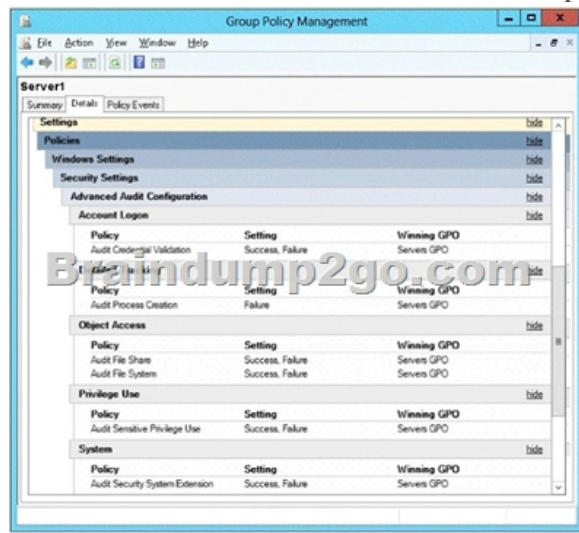 Group Policy Management
File Action View Window Help
Server1
Summary Details Policy Events
Settings hide
Policies hide
Windows Settings hide
Security Settings hide
Advanced Audit Configuration hide
Account Logon hide
Policy Setting Winning GPO
Audit Credential Validation Success, Failure Servers GPO
Braindump2go.com
hide
Policy Setting Winning GPO
Audit Process Creation Failure Servers GPO
Object Access hide
Policy Setting Winning GPO
Audit File Share Success, Failure Servers GPO
Audit File System Success, Failure Servers GPO
Privilege Use hide
Policy Setting Winning GPO
Audit Sensitive Privilege Use Success, Failure Servers GPO
System hide
Policy Setting Winning GPO
Audit Security System Extension Success, Failure Servers GPO